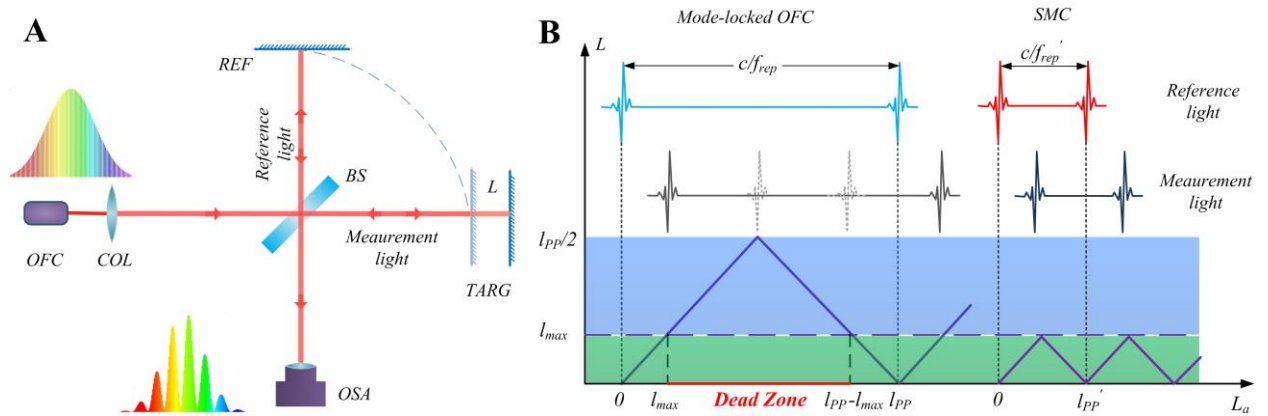 A
REF
Reference
light
BS
L
OFC
COL
Meaurement
light
TARG
OSA
B
Mode-locked OFC
SMC
L
c/f_rep
c/f_rep'
Reference
light
Meaurement
light
l_PP/2
l_max
0
l_max
Dead Zone
l_PP-l_max
l_PP
0
l_PP'
L_a